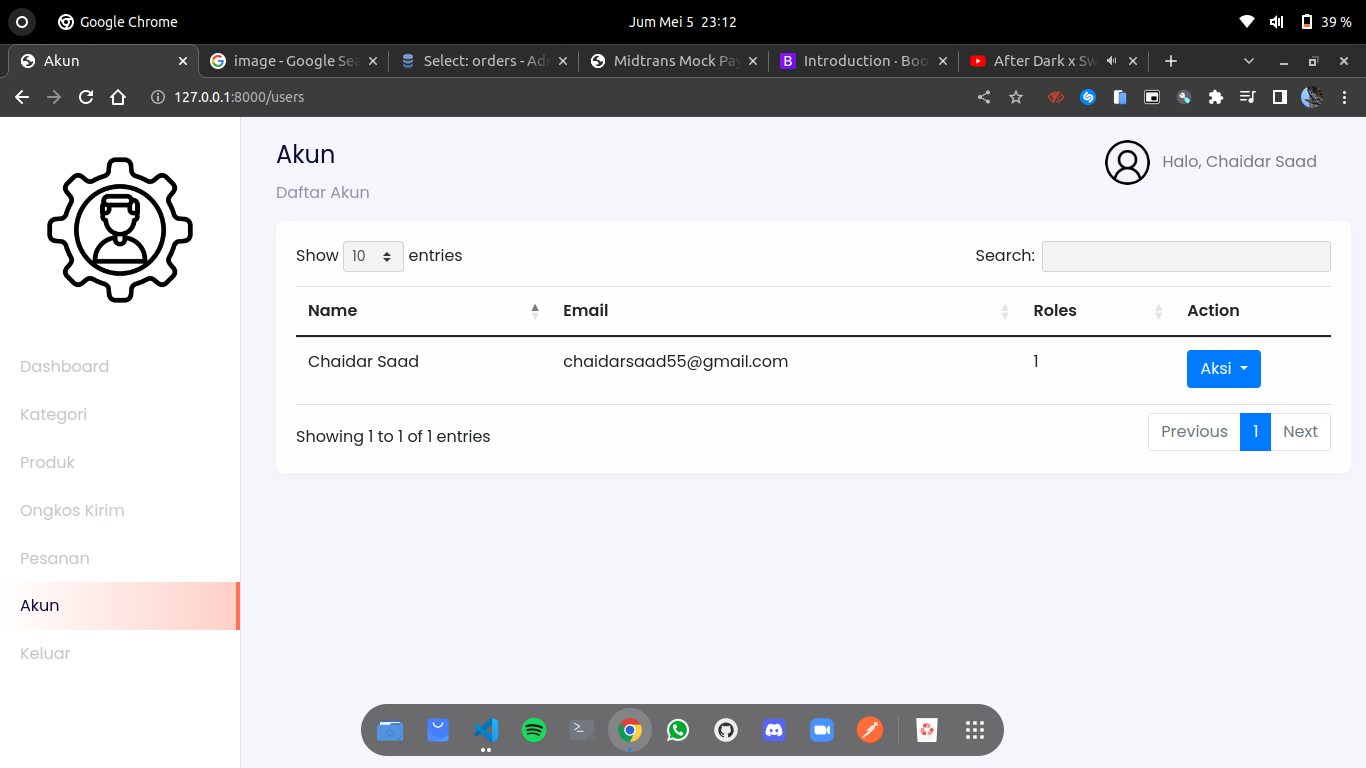 Google Chrome
Jum Mei 5 23:12
39 %
Akun
image - Google Sea
Select: orders - Ad
Midtrans Mock Pay
Introduction · Boo
After Dark x Sw
127.0.0.1:8000/users
Akun
Halo, Chaidar Saad
Daftar Akun
Show 10 entries
Search:
Name Email Roles Action
Chaidar Saad chaidarsaad55@gmail.com 1 Aksi
Showing 1 to 1 of 1 entries
Previous 1 Next
Dashboard
Kategori
Produk
Ongkos Kirim
Pesanan
Akun
Keluar